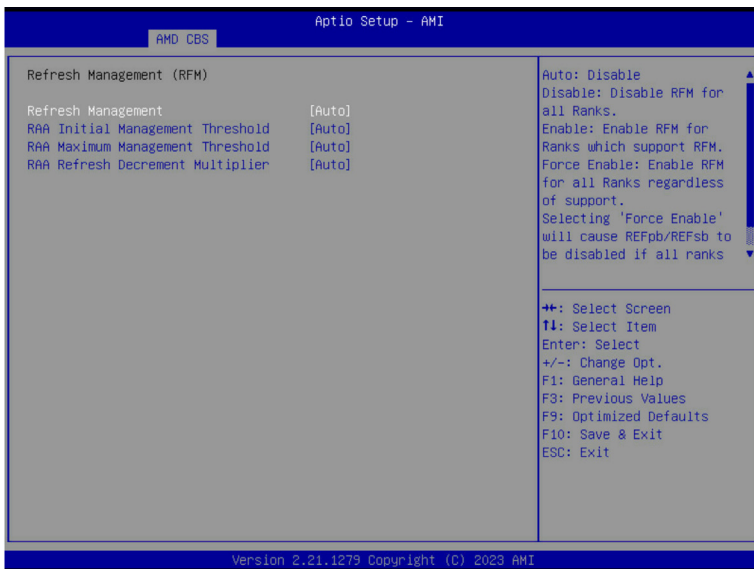 Aptio Setup – AMI
AMD CBS
Refresh Management (RFM)
Refresh Management [Auto]
RAA Initial Management Threshold [Auto]
RAA Maximum Management Threshold [Auto]
RAA Refresh Decrement Multiplier [Auto]
Auto: Disable
Disable: Disable RFM for
all Ranks.
Enable: Enable RFM for
Ranks which support RFM.
Force Enable: Enable RFM
for all Ranks regardless
of support.
Selecting 'Force Enable'
will cause REFpb/REFsb to
be disabled if all ranks
→←: Select Screen
↑↓: Select Item
Enter: Select
+/-: Change Opt.
F1: General Help
F3: Previous Values
F9: Optimized Defaults
F10: Save & Exit
ESC: Exit
Version 2.21.1279 Copyright (C) 2023 AMI